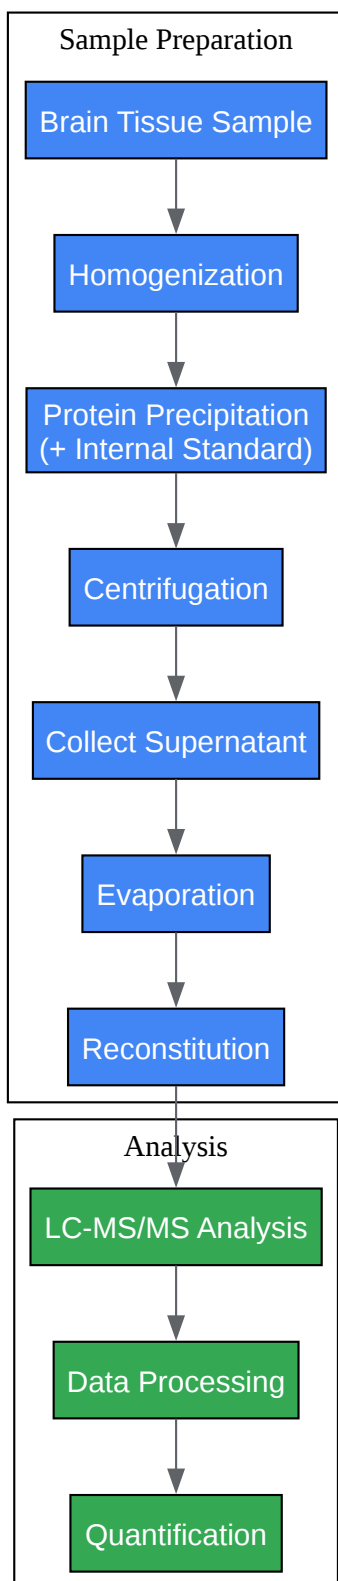 Sample Preparation
Brain Tissue Sample
Homogenization
Protein Precipitation
(+ Internal Standard)
Centrifugation
Collect Supernatant
Evaporation
Reconstitution
Analysis
LC-MS/MS Analysis
Data Processing
Quantification